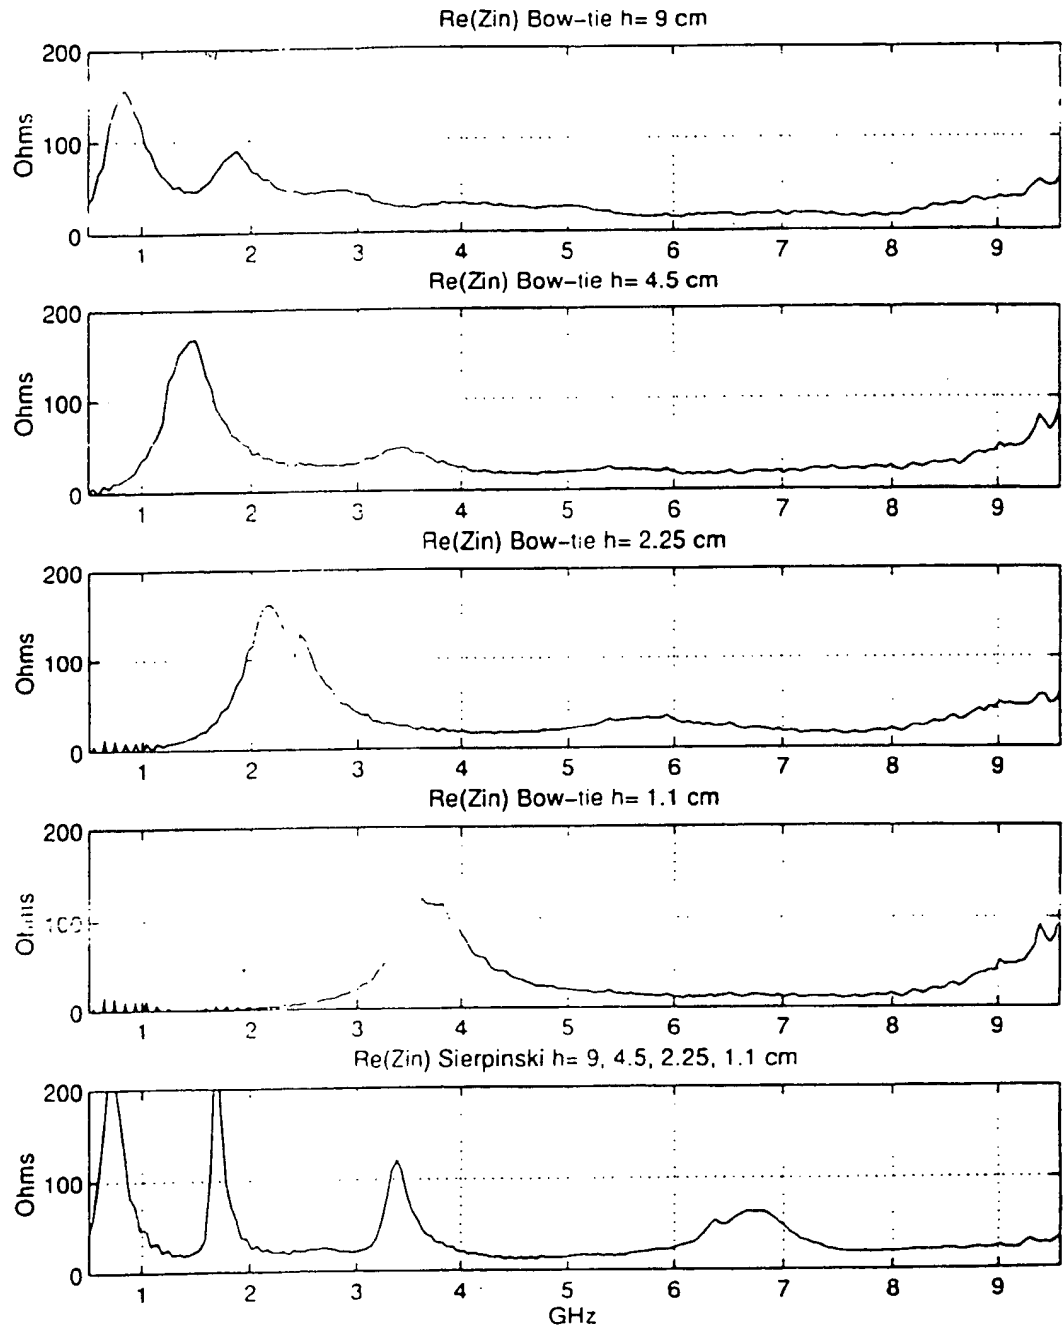 Re(Zin) Bow-tie h= 9 cm
200
100
0
Ohms
1 2 3 4 5 6 7 8 9
Re(Zin) Bow-tie h= 4.5 cm
200
100
0
Ohms
1 2 3 4 5 6 7 8 9
Re(Zin) Bow-tie h= 2.25 cm
200
100
0
Ohms
1 2 3 4 5 6 7 8 9
Re(Zin) Bow-tie h= 1.1 cm
200
100
0
Ohms
1 2 3 4 5 6 7 8 9
Re(Zin) Sierpinski h= 9, 4.5, 2.25, 1.1 cm
200
100
0
Ohms
1 2 3 4 5 6 7 8 9
GHz